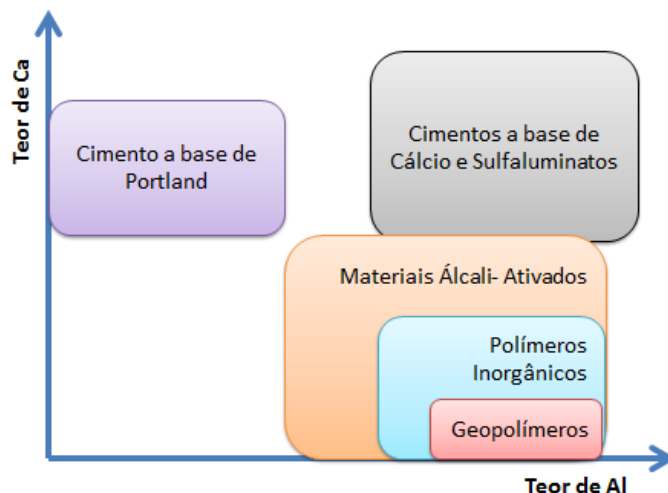 Teor de Ca
Cimento a base de
Portland
Cimentos a base de
Cálcio e Sulfaluminatos
Materiais Álcali- Ativados
Polímeros
Inorgânicos
Geopolímeros
Teor de Al